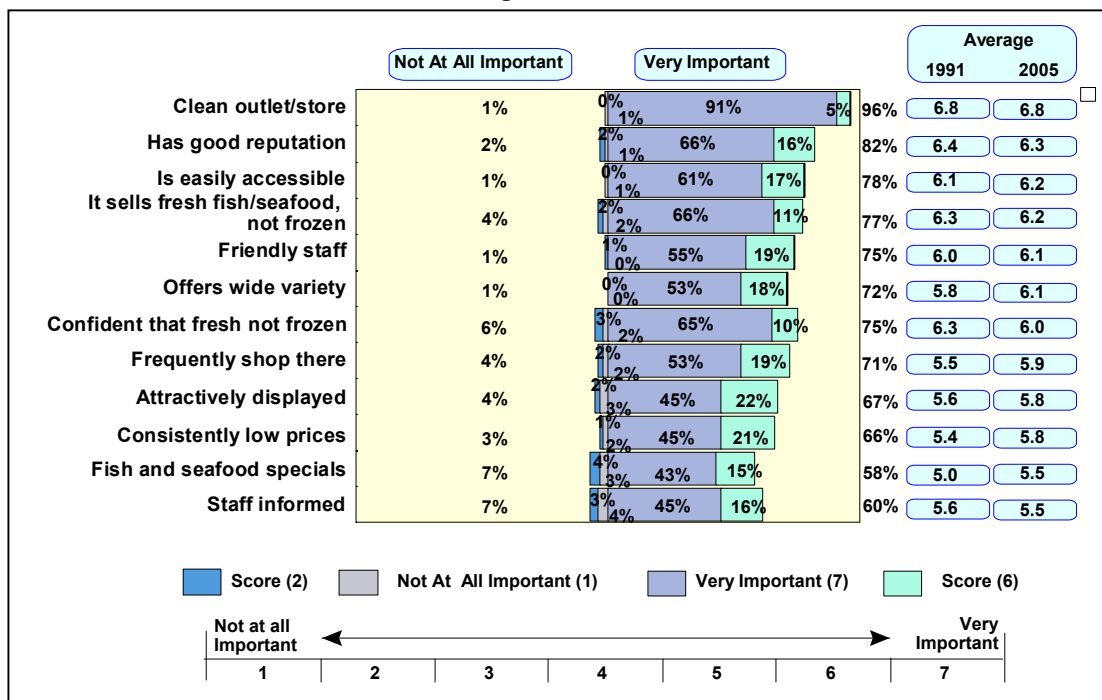 Average
Not At All Important Very Important 1991 2005
Clean outlet/store 1% 0% 1% 91% 5% 96% 6.8 6.8
Has good reputation 2% 2% 1% 66% 16% 82% 6.4 6.3
Is easily accessible 1% 0% 1% 61% 17% 78% 6.1 6.2
It sells fresh fish/seafood,
not frozen 4% 2% 2% 66% 11% 77% 6.3 6.2
Friendly staff 1% 1% 0% 55% 19% 75% 6.0 6.1
Offers wide variety 1% 0% 0% 53% 18% 72% 5.8 6.1
Confident that fresh not frozen 6% 3% 2% 65% 10% 75% 6.3 6.0
Frequently shop there 4% 2% 2% 53% 19% 71% 5.5 5.9
Attractively displayed 4% 2% 3% 45% 22% 67% 5.6 5.8
Consistently low prices 3% 1% 2% 45% 21% 66% 5.4 5.8
Fish and seafood specials 7% 4% 3% 43% 15% 58% 5.0 5.5
Staff informed 7% 3% 4% 45% 16% 60% 5.6 5.5
Score (2) Not At All Important (1) Very Important (7) Score (6)
Not at all Very
Important Important
1 2 3 4 5 6 7